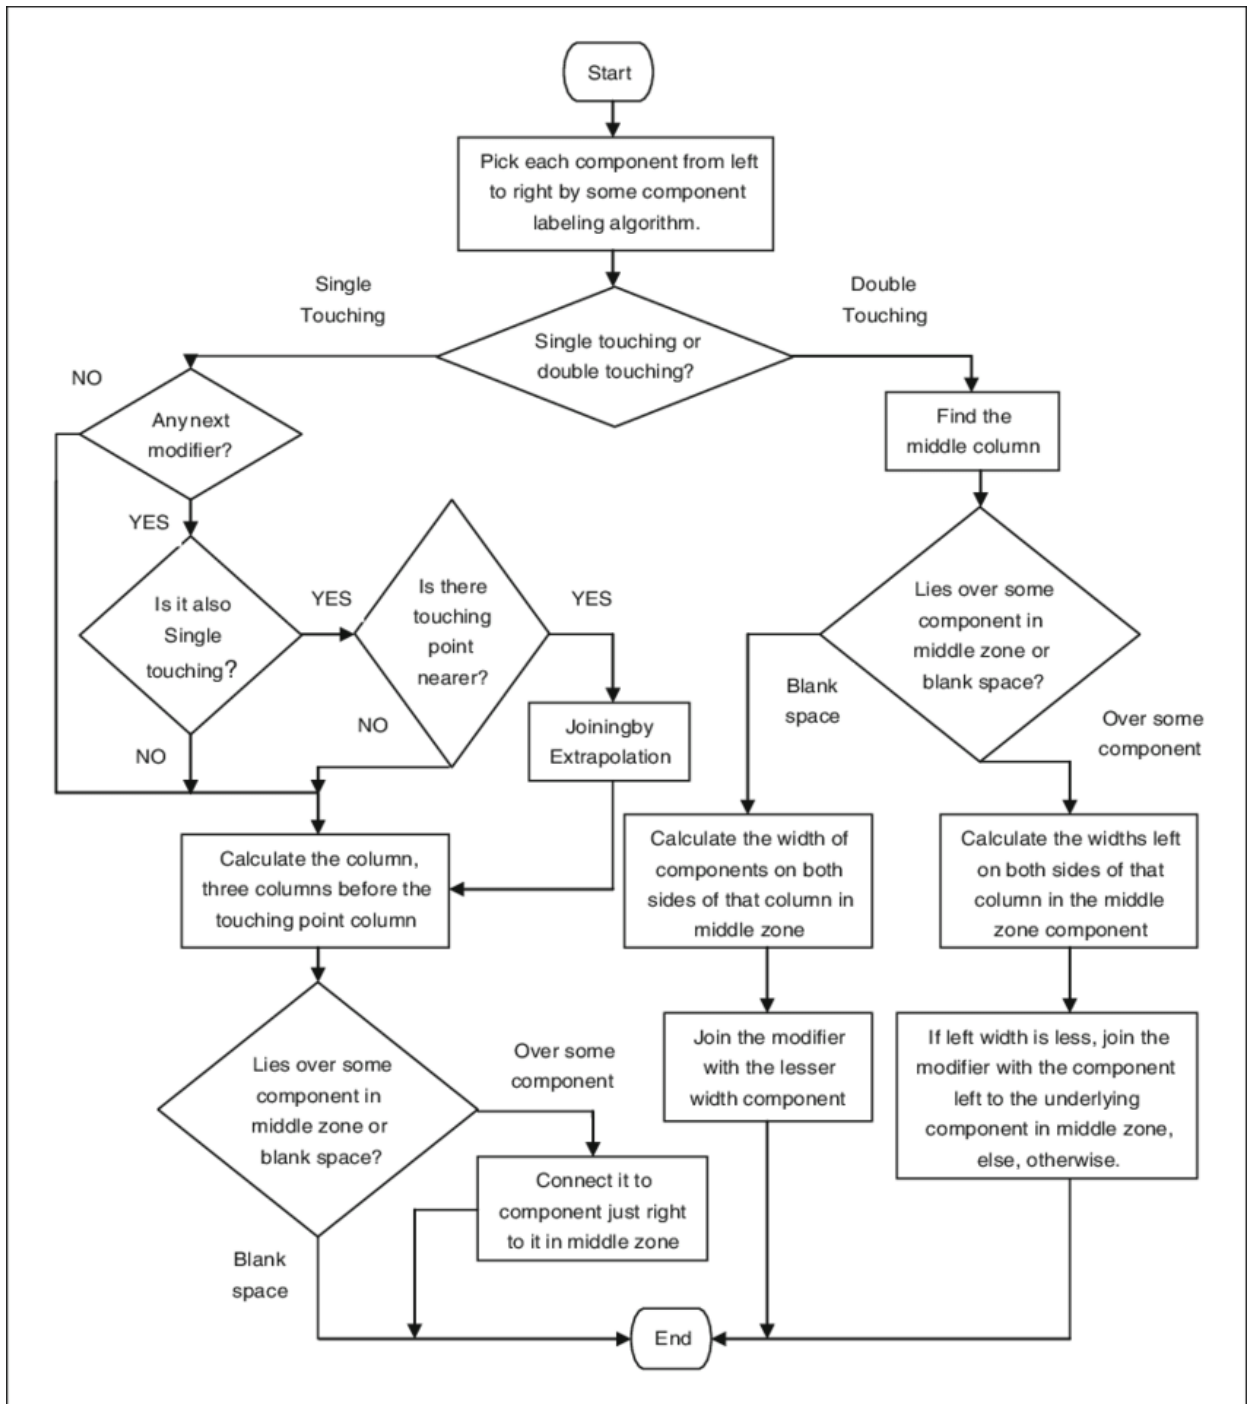 Start
Pick each component from left
to right by some component
labeling algorithm.
Single
Touching
Double
Touching
Single touching or
double touching?
NO
Anynext
modifier?
Find the
middle column
YES
Is it also
Single
touching?
YES
Is there
touching
point
nearer?
YES
Lies over some
component in
middle zone or
blank space?
Blank
space
Over some
component
NO
NO
Joiningby
Extrapolation
Calculate the column,
three columns before the
touching point column
Calculate the width of
components on both
sides of that column in
middle zone
Calculate the widths left
on both sides of that
column in the middle
zone component
Lies over some
component in
middle zone or
blank space?
Over some
component
Join the modifier
with the lesser
width component
If left width is less, join the
modifier with the component
left to the underlying
component in middle zone,
else, otherwise.
Connect it to
component just right
to it in middle zone
Blank
space
End